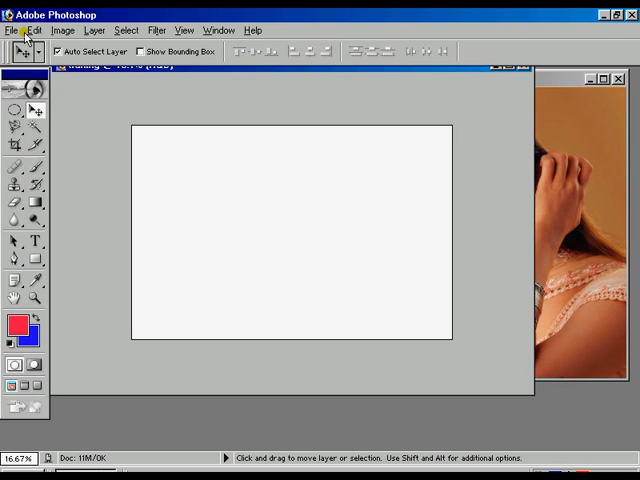 Adobe Photoshop
File Edit Image Layer Select Filter View Window Help
Auto Select Layer Show Bounding Box
16.67% Doc: 11M/0K Click and drag to move layer or selection. Use Shift and Alt for additional options.